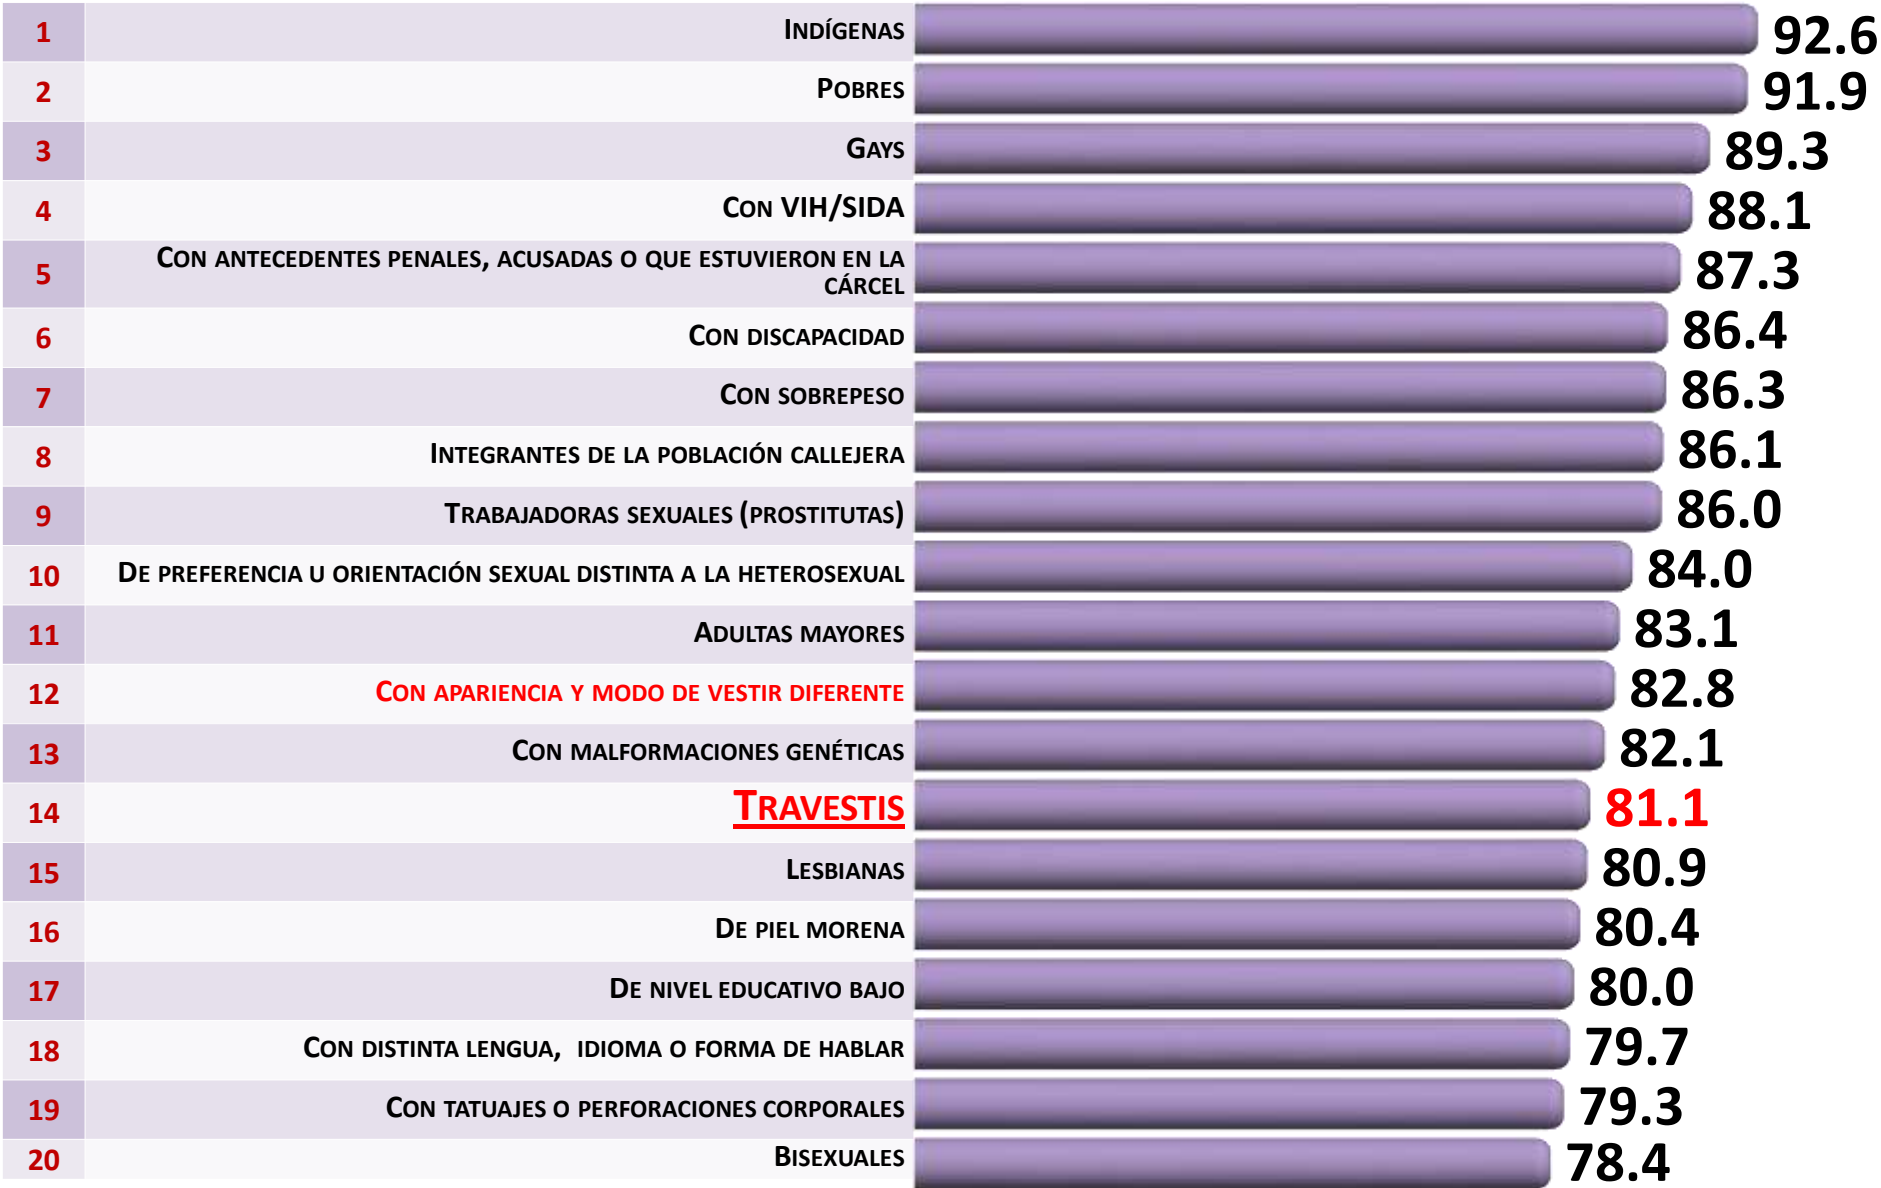 1 INDÍGENAS 92.6
2 POBRES 91.9
3 GAYS 89.3
4 CON VIH/SIDA 88.1
5 CON ANTECEDENTES PENALES, ACUSADAS O QUE ESTUVIERON EN LA
CÁRCEL 87.3
6 CON DISCAPACIDAD 86.4
7 CON SOBREPESO 86.3
8 INTEGRANTES DE LA POBLACIÓN CALLEJERA 86.1
9 TRABAJADORAS SEXUALES (PROSTITUTAS) 86.0
10 DE PREFERENCIA U ORIENTACIÓN SEXUAL DISTINTA A LA HETEROSEXUAL 84.0
11 ADULTAS MAYORES 83.1
12 CON APARIENCIA Y MODO DE VESTIR DIFERENTE 82.8
13 CON MALFORMACIONES GENÉTICAS 82.1
14 TRAVESTIS 81.1
15 LESBIANAS 80.9
16 DE PIEL MORENA 80.4
17 DE NIVEL EDUCATIVO BAJO 80.0
18 CON DISTINTA LENGUA, IDIOMA O FORMA DE HABLAR 79.7
19 CON TATUAJES O PERFORACIONES CORPORALES 79.3
20 BISEXUALES 78.4